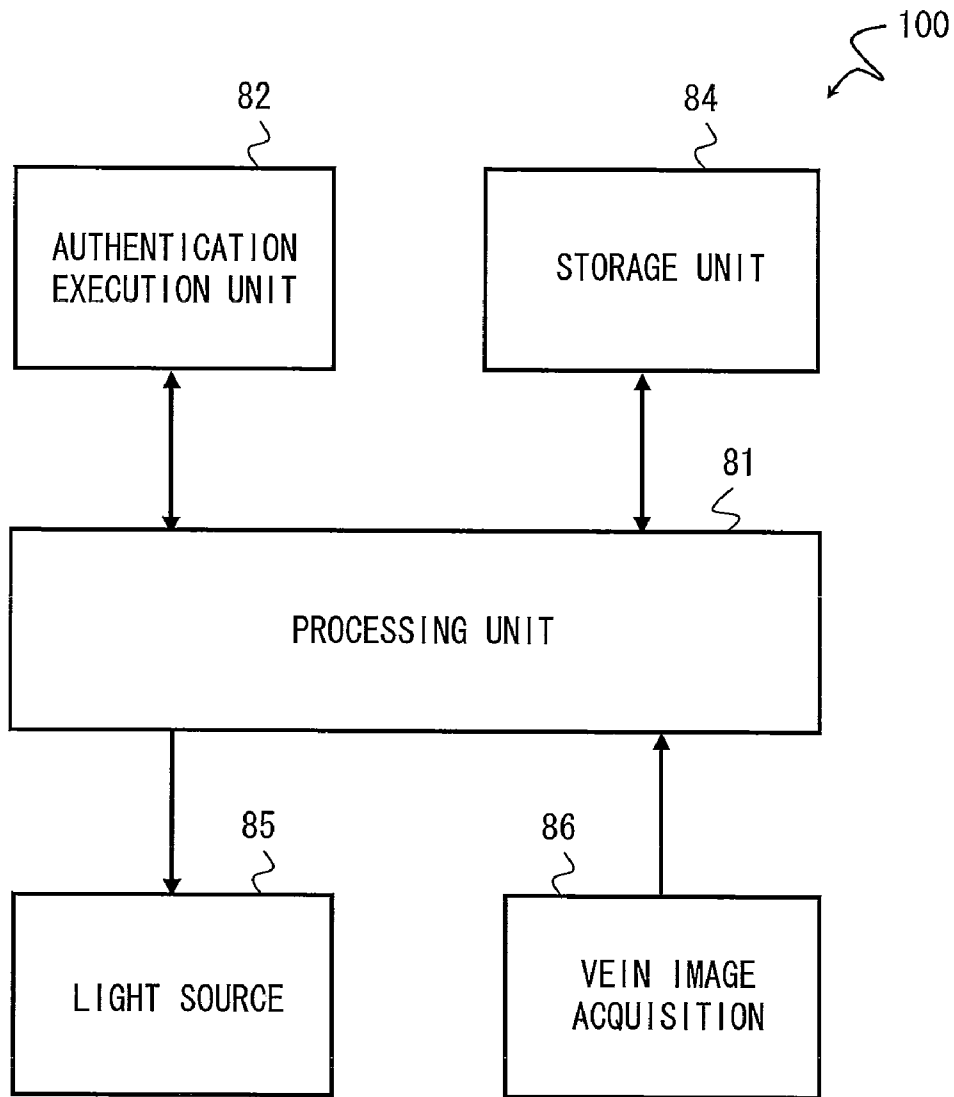 100
82
84
AUTHENTICATION
EXECUTION UNIT
STORAGE UNIT
81
PROCESSING UNIT
85
86
LIGHT SOURCE
VEIN IMAGE
ACQUISITION